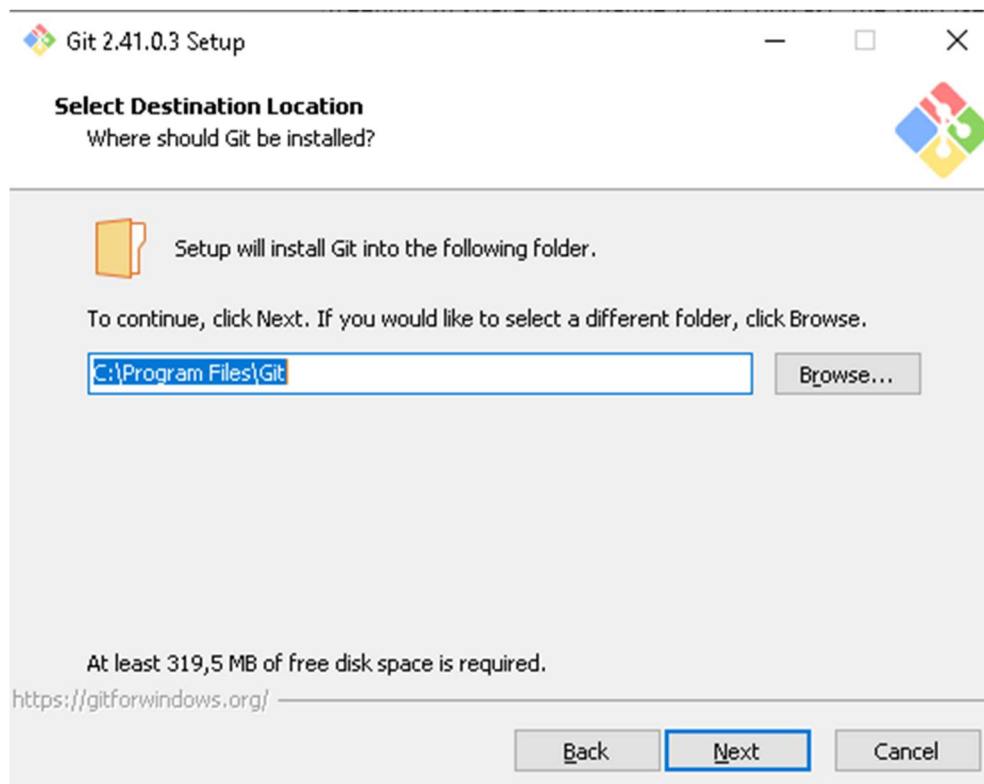 Git 2.41.0.3 Setup
Select Destination Location
Where should Git be installed?
Setup will install Git into the following folder.
To continue, click Next. If you would like to select a different folder, click Browse.
C:\Program Files\Git
Browse...
At least 319,5 MB of free disk space is required.
https://gitforwindows.org/
Back
Next
Cancel